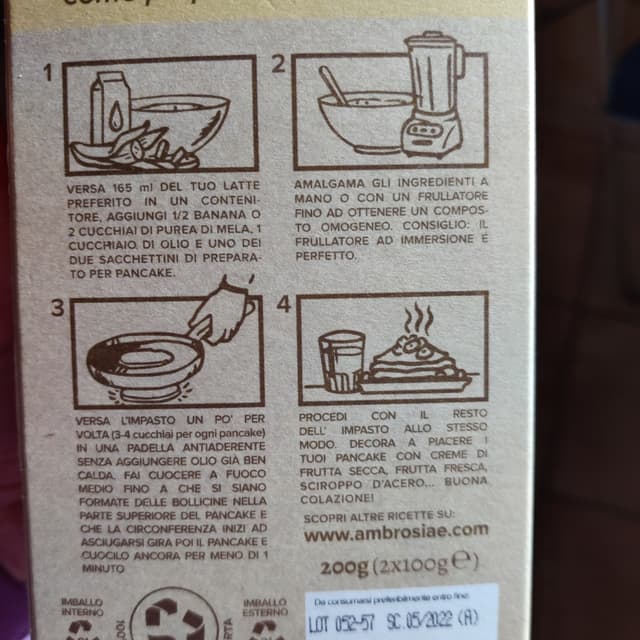 1
VERSA 165 ml DEL TUO LATTE
PREFERITO IN UN CONTENI-
TORE, AGGIUNGI 1/2 BANANA O
2 CUCCHIAI DI PUREA DI MELA, 1
CUCCHIAIO DI OLIO E UNO DEI
DUE SACCHETTINI DI PREPARA-
TO PER PANCAKE.
2
AMALGAMA GLI INGREDIENTI A
MANO O CON UN FRULLATORE
FINO AD OTTENERE UN COMPOS-
TO OMOGENEO. CONSIGLIO: IL
FRULLATORE AD IMMERSIONE È
PERFETTO.
3
VERSA L'IMPASTO UN PO' PER
VOLTA (3-4 cucchiai per ogni pancake)
IN UNA PADELLA ANTIADERENTE
SENZA AGGIUNGERE OLIO GIÀ BEN
CALDA. FAI CUOCERE A FUOCO
MEDIO FINO A CHE SI SIANO
FORMATE DELLE BOLLICINE NELLA
PARTE SUPERIORE DEL PANCAKE E
CHE LA CIRCONFERENZA INIZI AD
ASCIUGARSI GIRA POI IL PANCAKE E
CUOCILO ANCORA PER MENO DI 1
MINUTO
4
PROCEDI CON IL RESTO
DELL' IMPASTO ALLO STESSO
MODO. DECORA A PIACERE I
TUOI PANCAKE CON CREME DI
FRUTTA SECCA, FRUTTA FRESCA,
SCIROPPO D'ACERO... BUONA
COLAZIONE!
SCOPRI ALTRE RICETTE SU:
www.ambrosiae.com
200g (2x100g e)
IMBALLO
INTERNO
IMBALLO
ESTERNO
Da consumarsi preferibilmente entro fine:
LOT 052-57 SC.05/2022 (A)